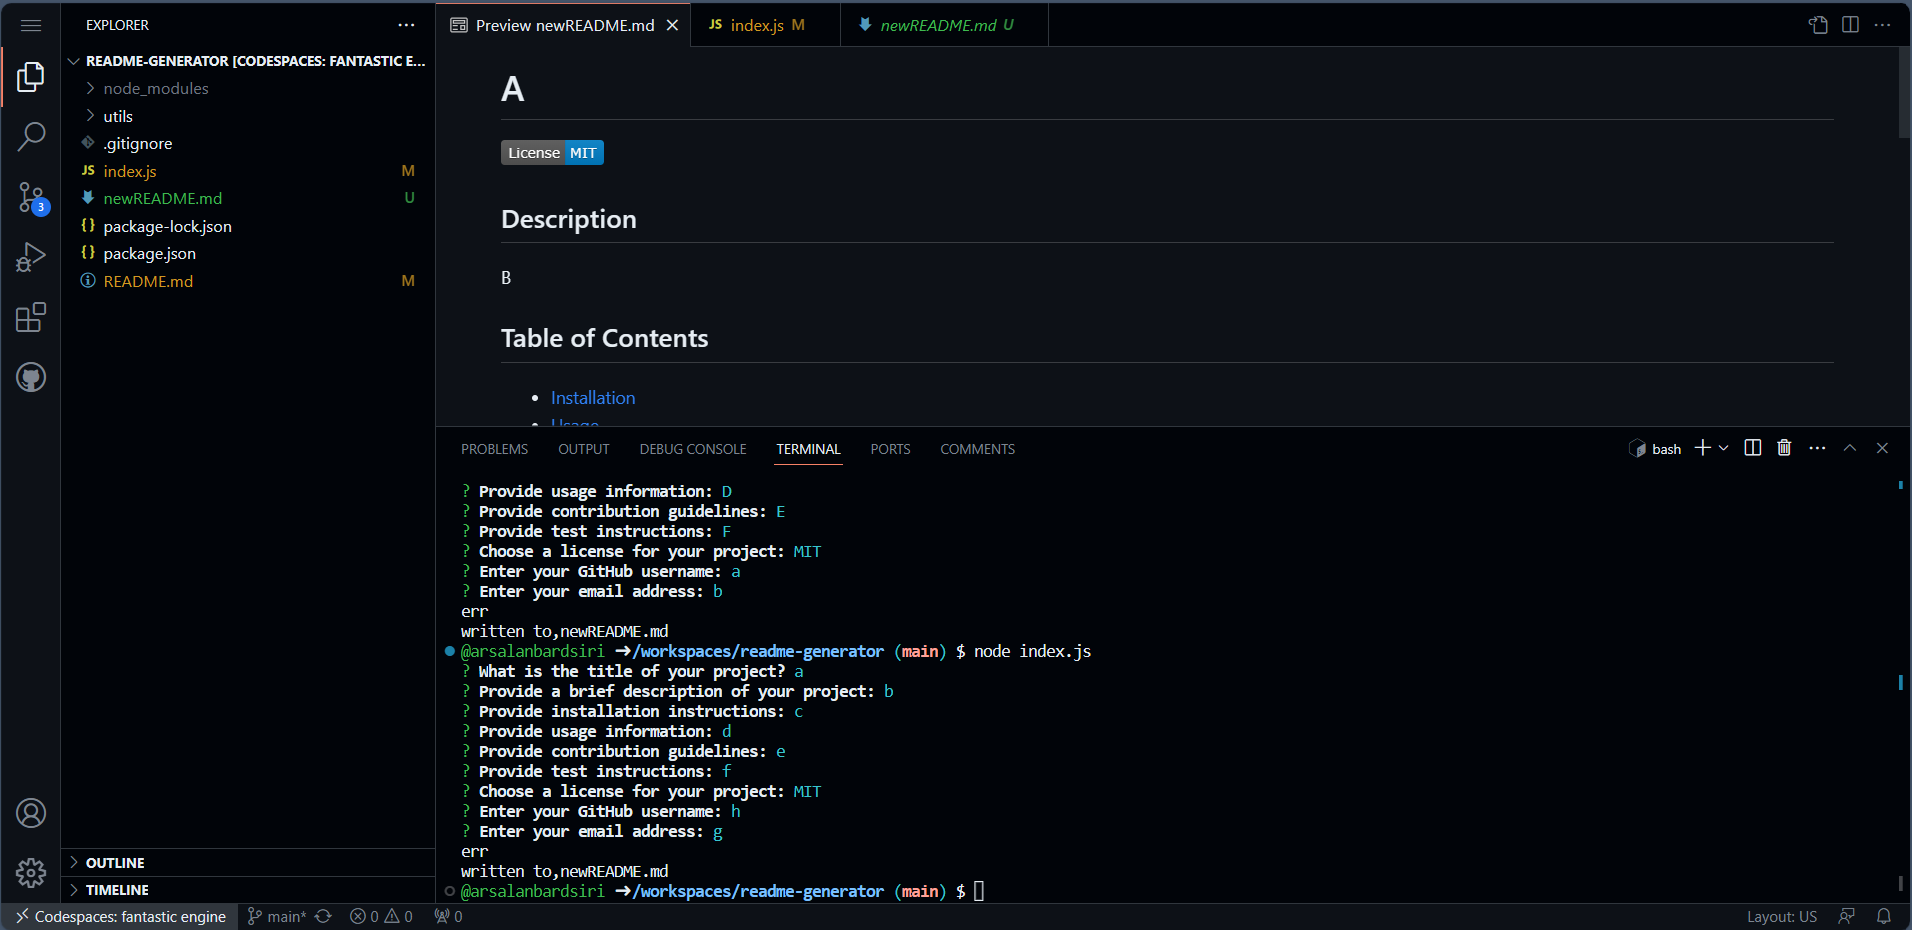 EXPLORER
README-GENERATOR [CODESPACES: FANTASTIC E...
node_modules
utils
.gitignore
JS index.js M
newREADME.md U
{} package-lock.json
{} package.json
README.md M
3
OUTLINE
TIMELINE
Preview newREADME.md
JS index.js M
newREADME.md U
A
License MIT
Description
B
Table of Contents
• Installation
• Usage
PROBLEMS OUTPUT DEBUG CONSOLE TERMINAL PORTS COMMENTS
bash
? Provide usage information: D
? Provide contribution guidelines: E
? Provide test instructions: F
? Choose a license for your project: MIT
? Enter your GitHub username: a
? Enter your email address: b
err
written to,newREADME.md
@arsalanbardsiri ➜/workspaces/readme-generator (main) $ node index.js
? What is the title of your project? a
? Provide a brief description of your project: b
? Provide installation instructions: c
? Provide usage information: d
? Provide contribution guidelines: e
? Provide test instructions: f
? Choose a license for your project: MIT
? Enter your GitHub username: h
? Enter your email address: g
err
written to,newREADME.md
@arsalanbardsiri ➜/workspaces/readme-generator (main) $
Codespaces: fantastic engine main* 0 0 0 Layout: US